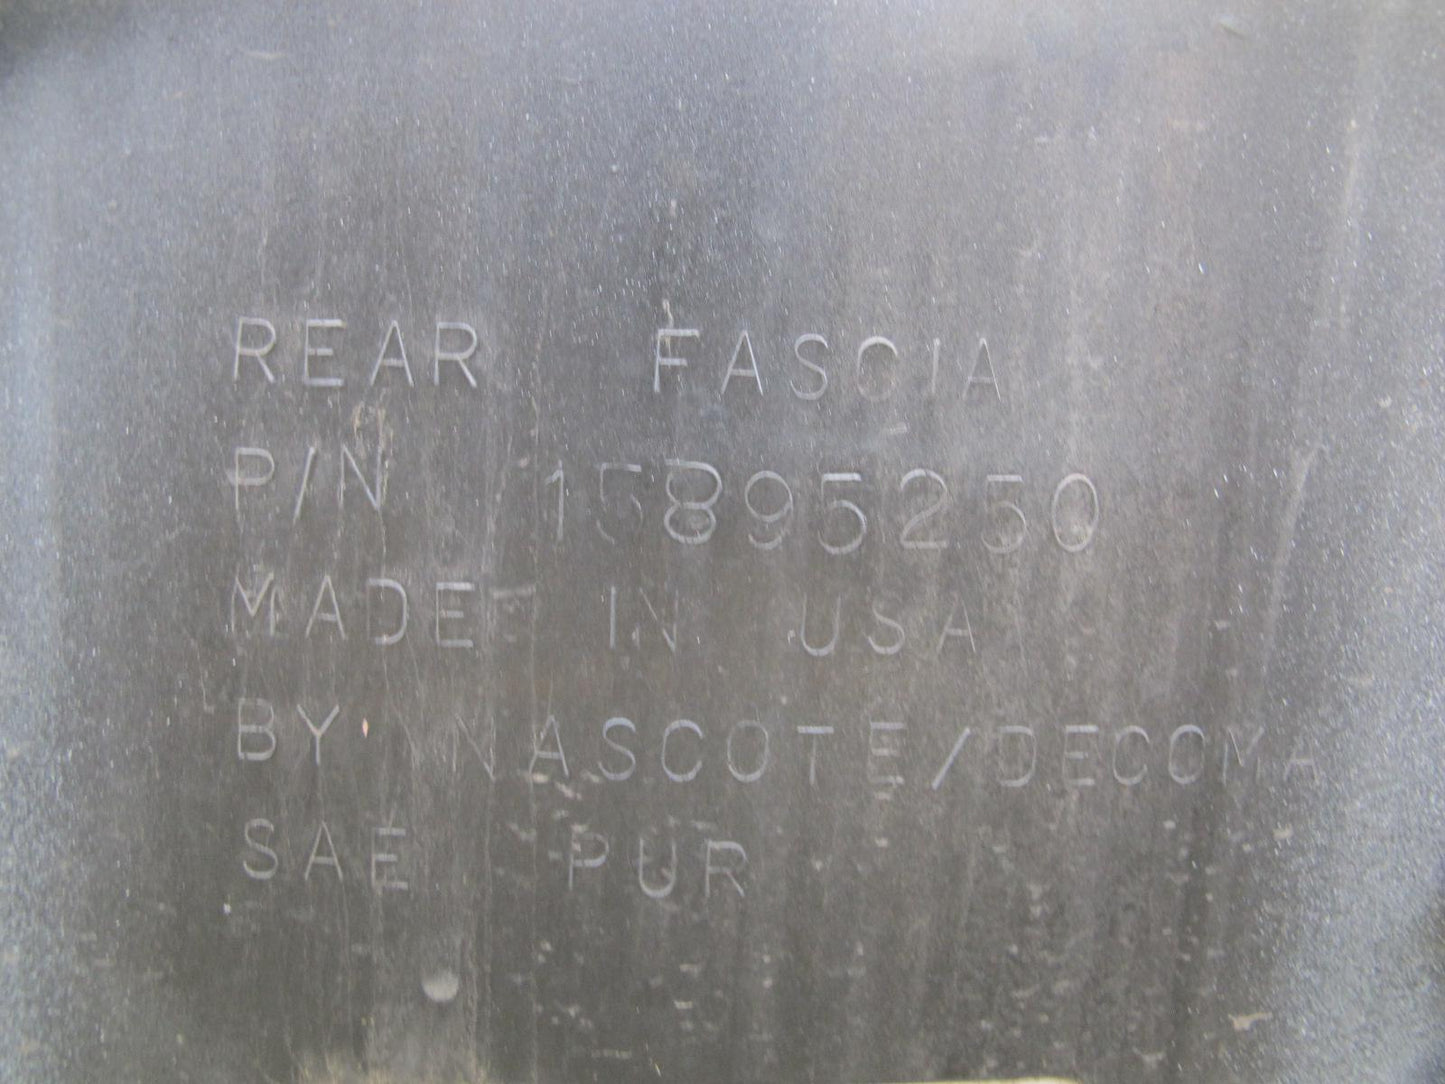 REAR FASCIA
P/N 15895250
MADE IN USA
BY NASCOTE/DECOMA
SAE PUR